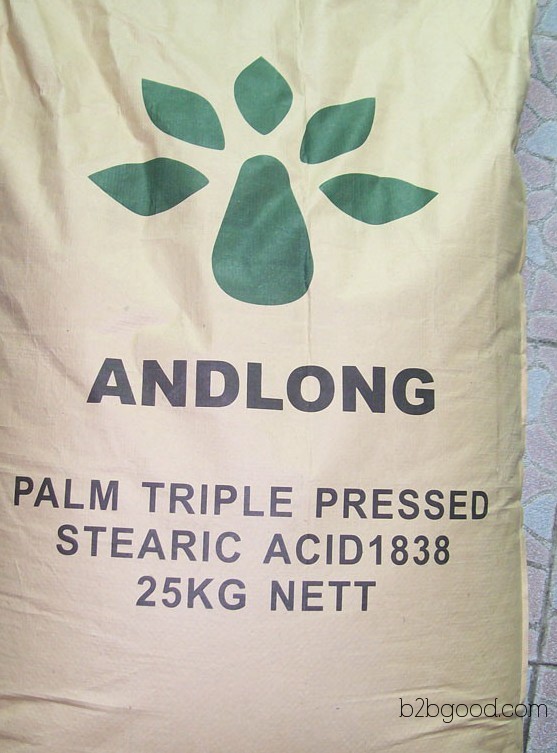 ANDLONG
PALM TRIPLE PRESSED
STEARIC ACID1838
25KG NETT
b2bgood.com